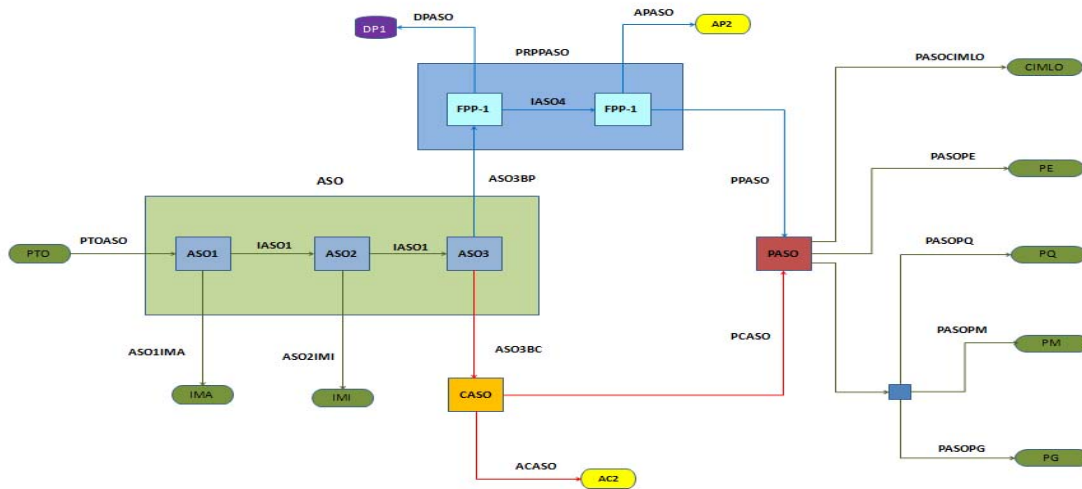 DPASO
APASO
DP1
AP2
PRPPASO
PASOCIMLO
CIMLO
FPP-1
IASO4
FPP-1
PASOPE
PE
ASO
ASO3BP
PPASO
PTOASO
IASO1
IASO1
PASOPQ
PTO
ASO1
ASO2
ASO3
PASO
PQ
PASOPM
PCASO
ASO1IMA
ASO2IMI
ASO3BC
PM
IMA
IMI
CASO
PASOPG
PG
ACASO
AC2